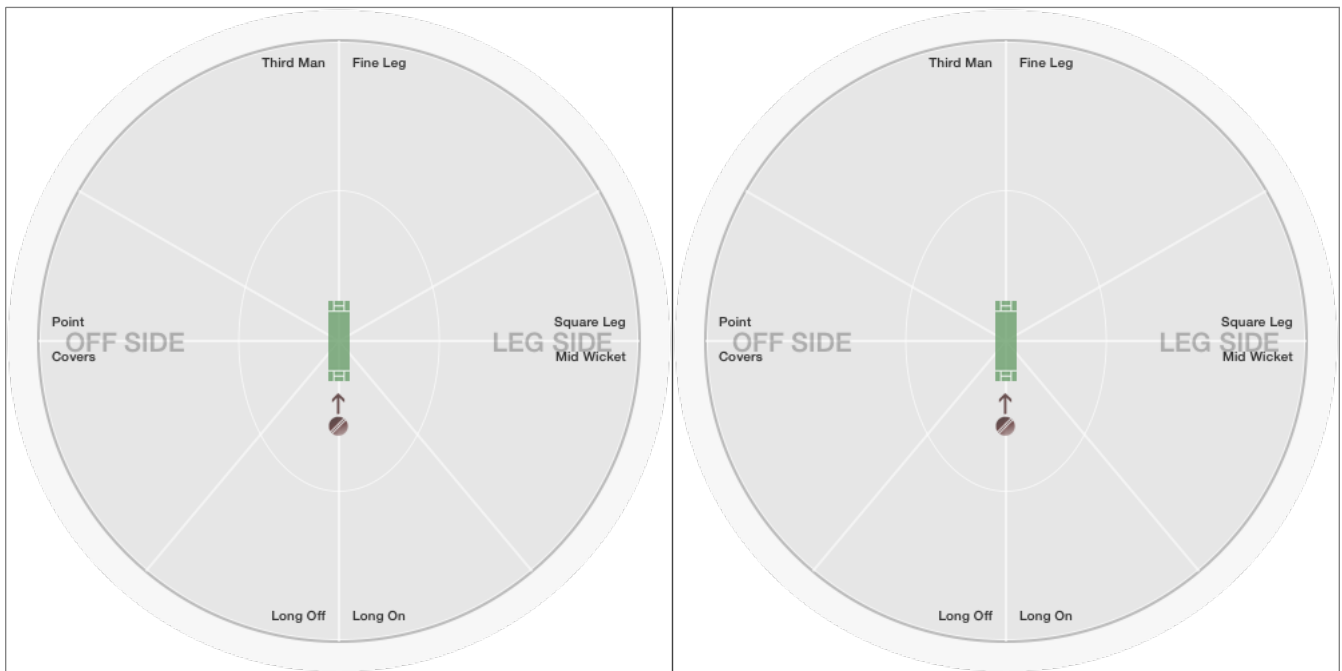 Third Man Fine Leg
Point Square Leg
OFF SIDE LEG SIDE
Covers Mid Wicket
Long Off Long On
Third Man Fine Leg
Point Square Leg
OFF SIDE LEG SIDE
Covers Mid Wicket
Long Off Long On